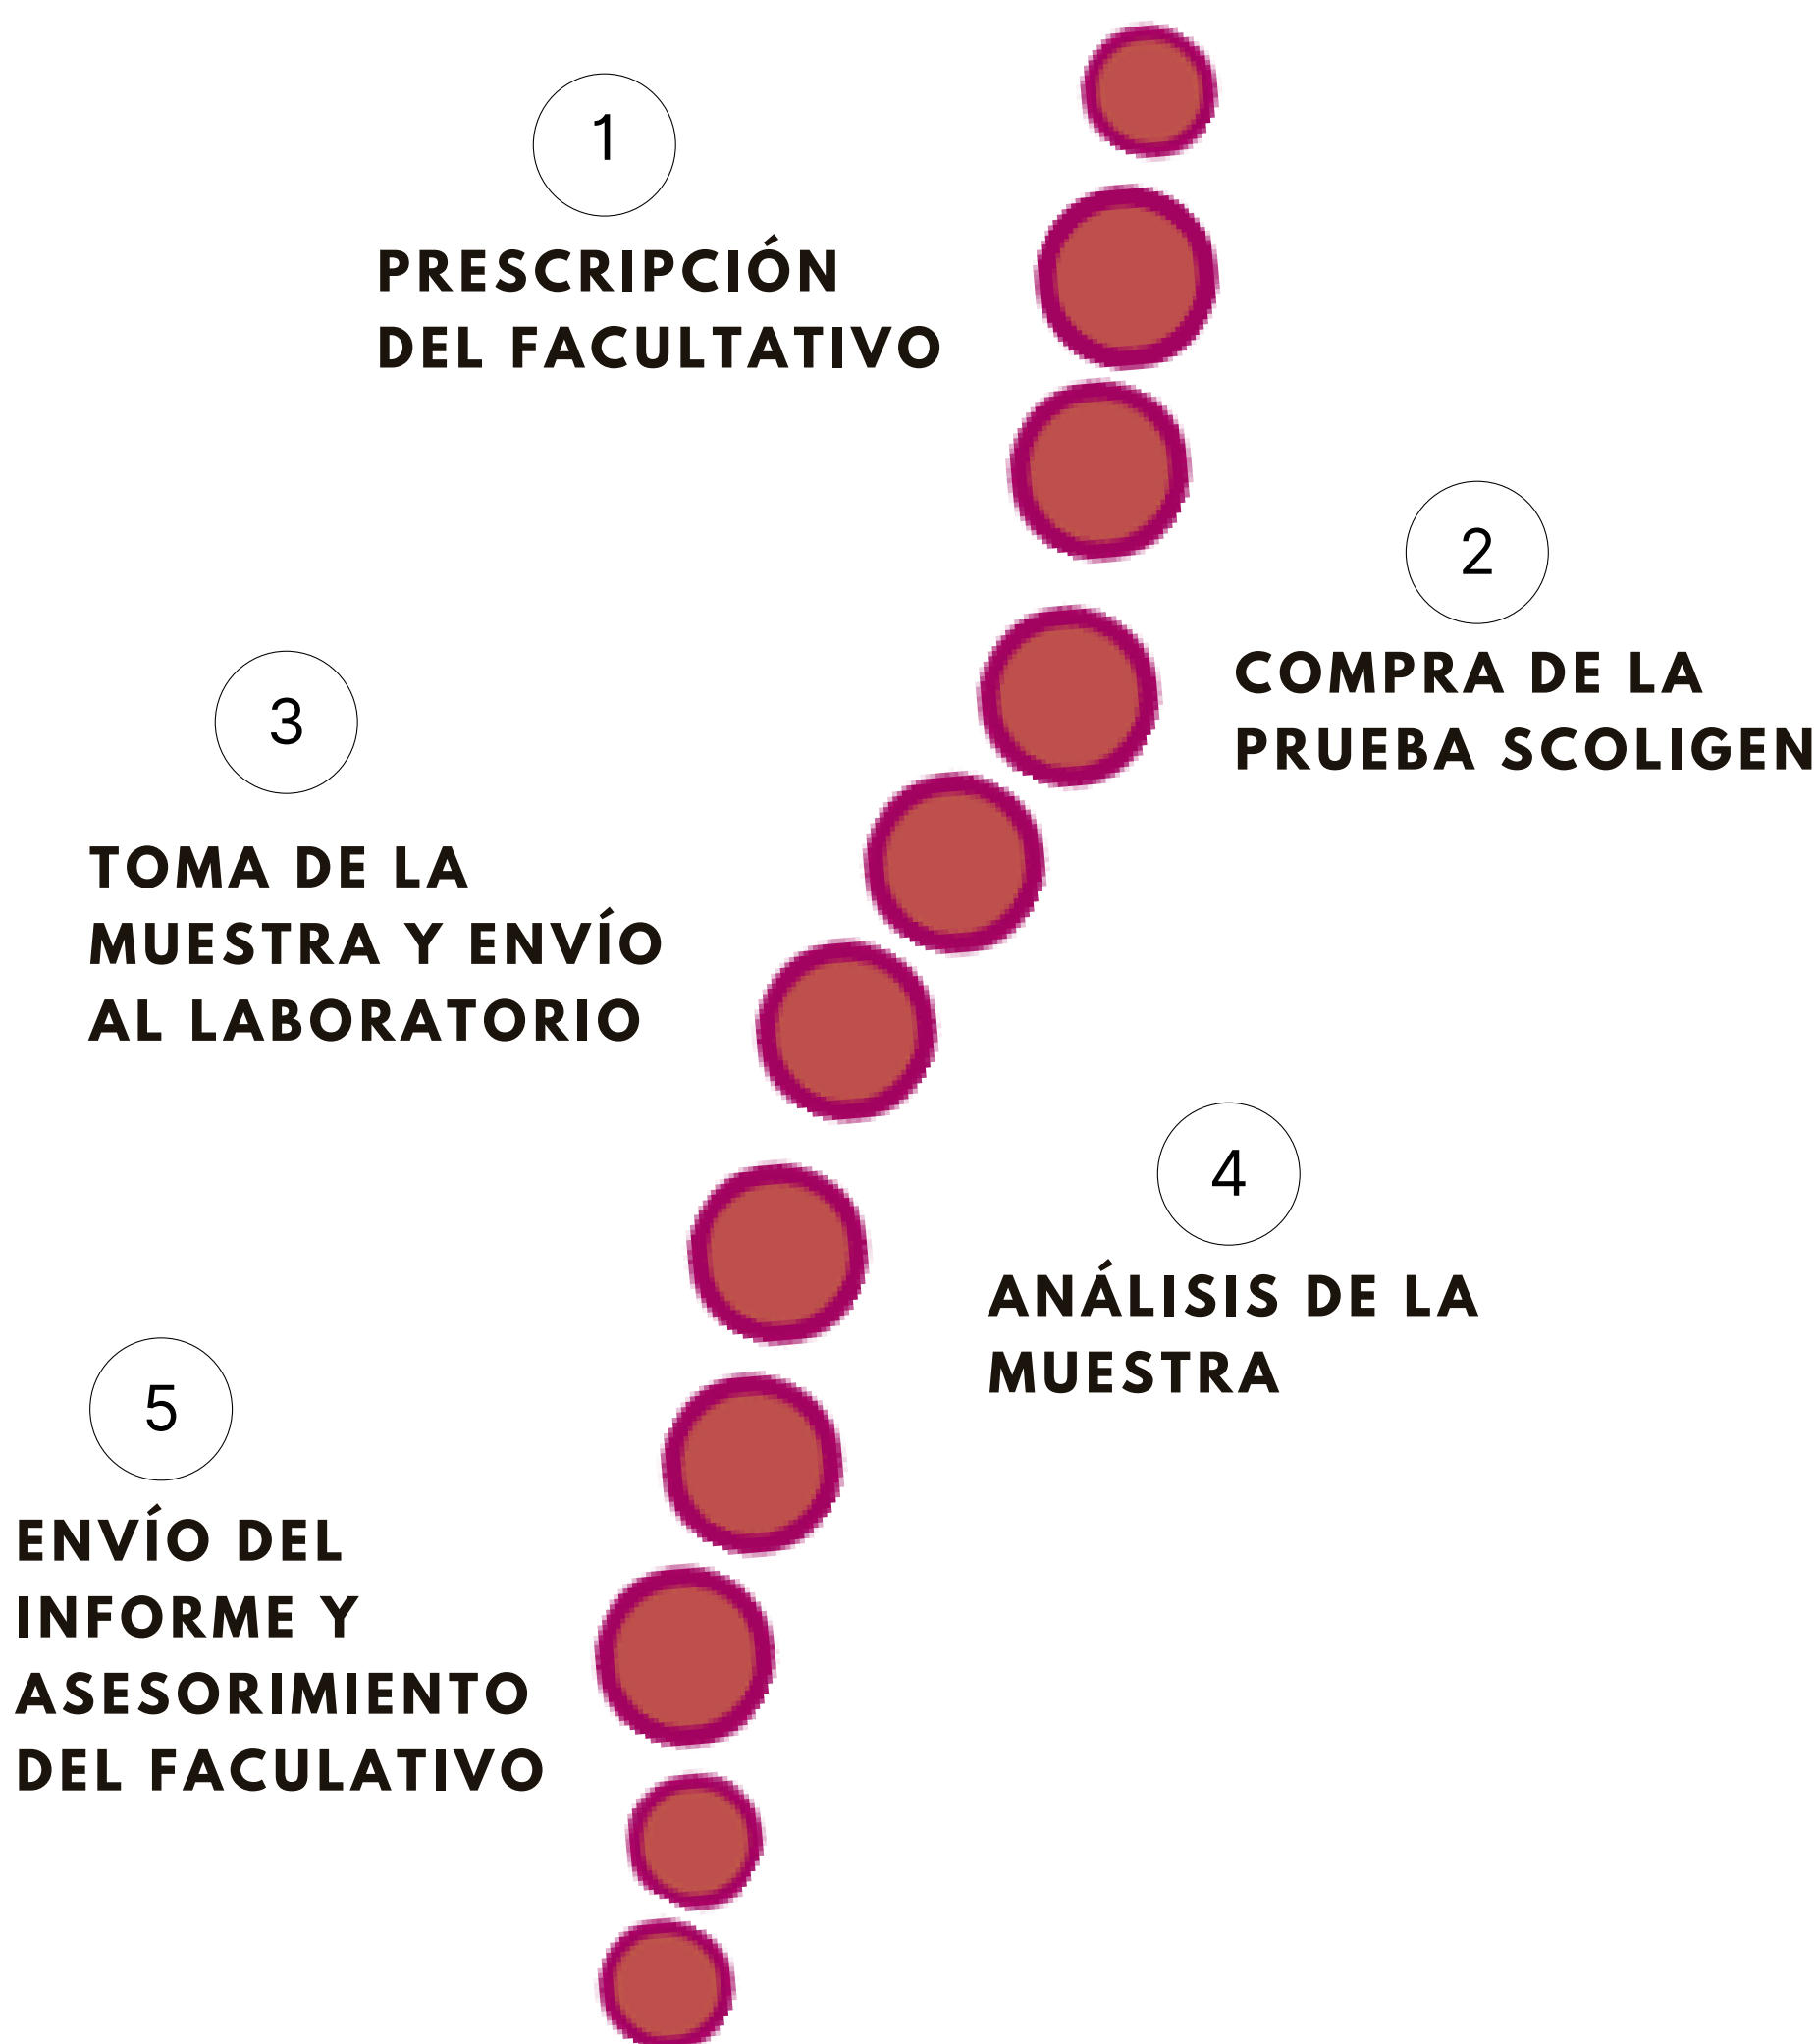 1
PRESCRIPCIÓN
DEL FACULTATIVO
2
COMPRA DE LA
PRUEBA SCOLIGEN
3
TOMA DE LA
MUESTRA Y ENVÍO
AL LABORATORIO
4
ANÁLISIS DE LA
MUESTRA
5
ENVÍO DEL
INFORME Y
ASESORIMIENTO
DEL FACULATIVO